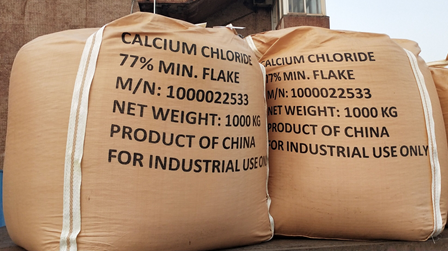 CALCIUM CHLORIDE
77% MIN. FLAKE
M/N: 1000022533
NET WEIGHT: 1000 KG
PRODUCT OF CHINA
FOR INDUSTRIAL USE ONLY
CALCIUM CHLORIDE
77% MIN. FLAKE
M/N: 1000022533
NET WEIGHT: 1000 KG
PRODUCT OF CHINA
FOR INDUSTRIAL USE ONLY